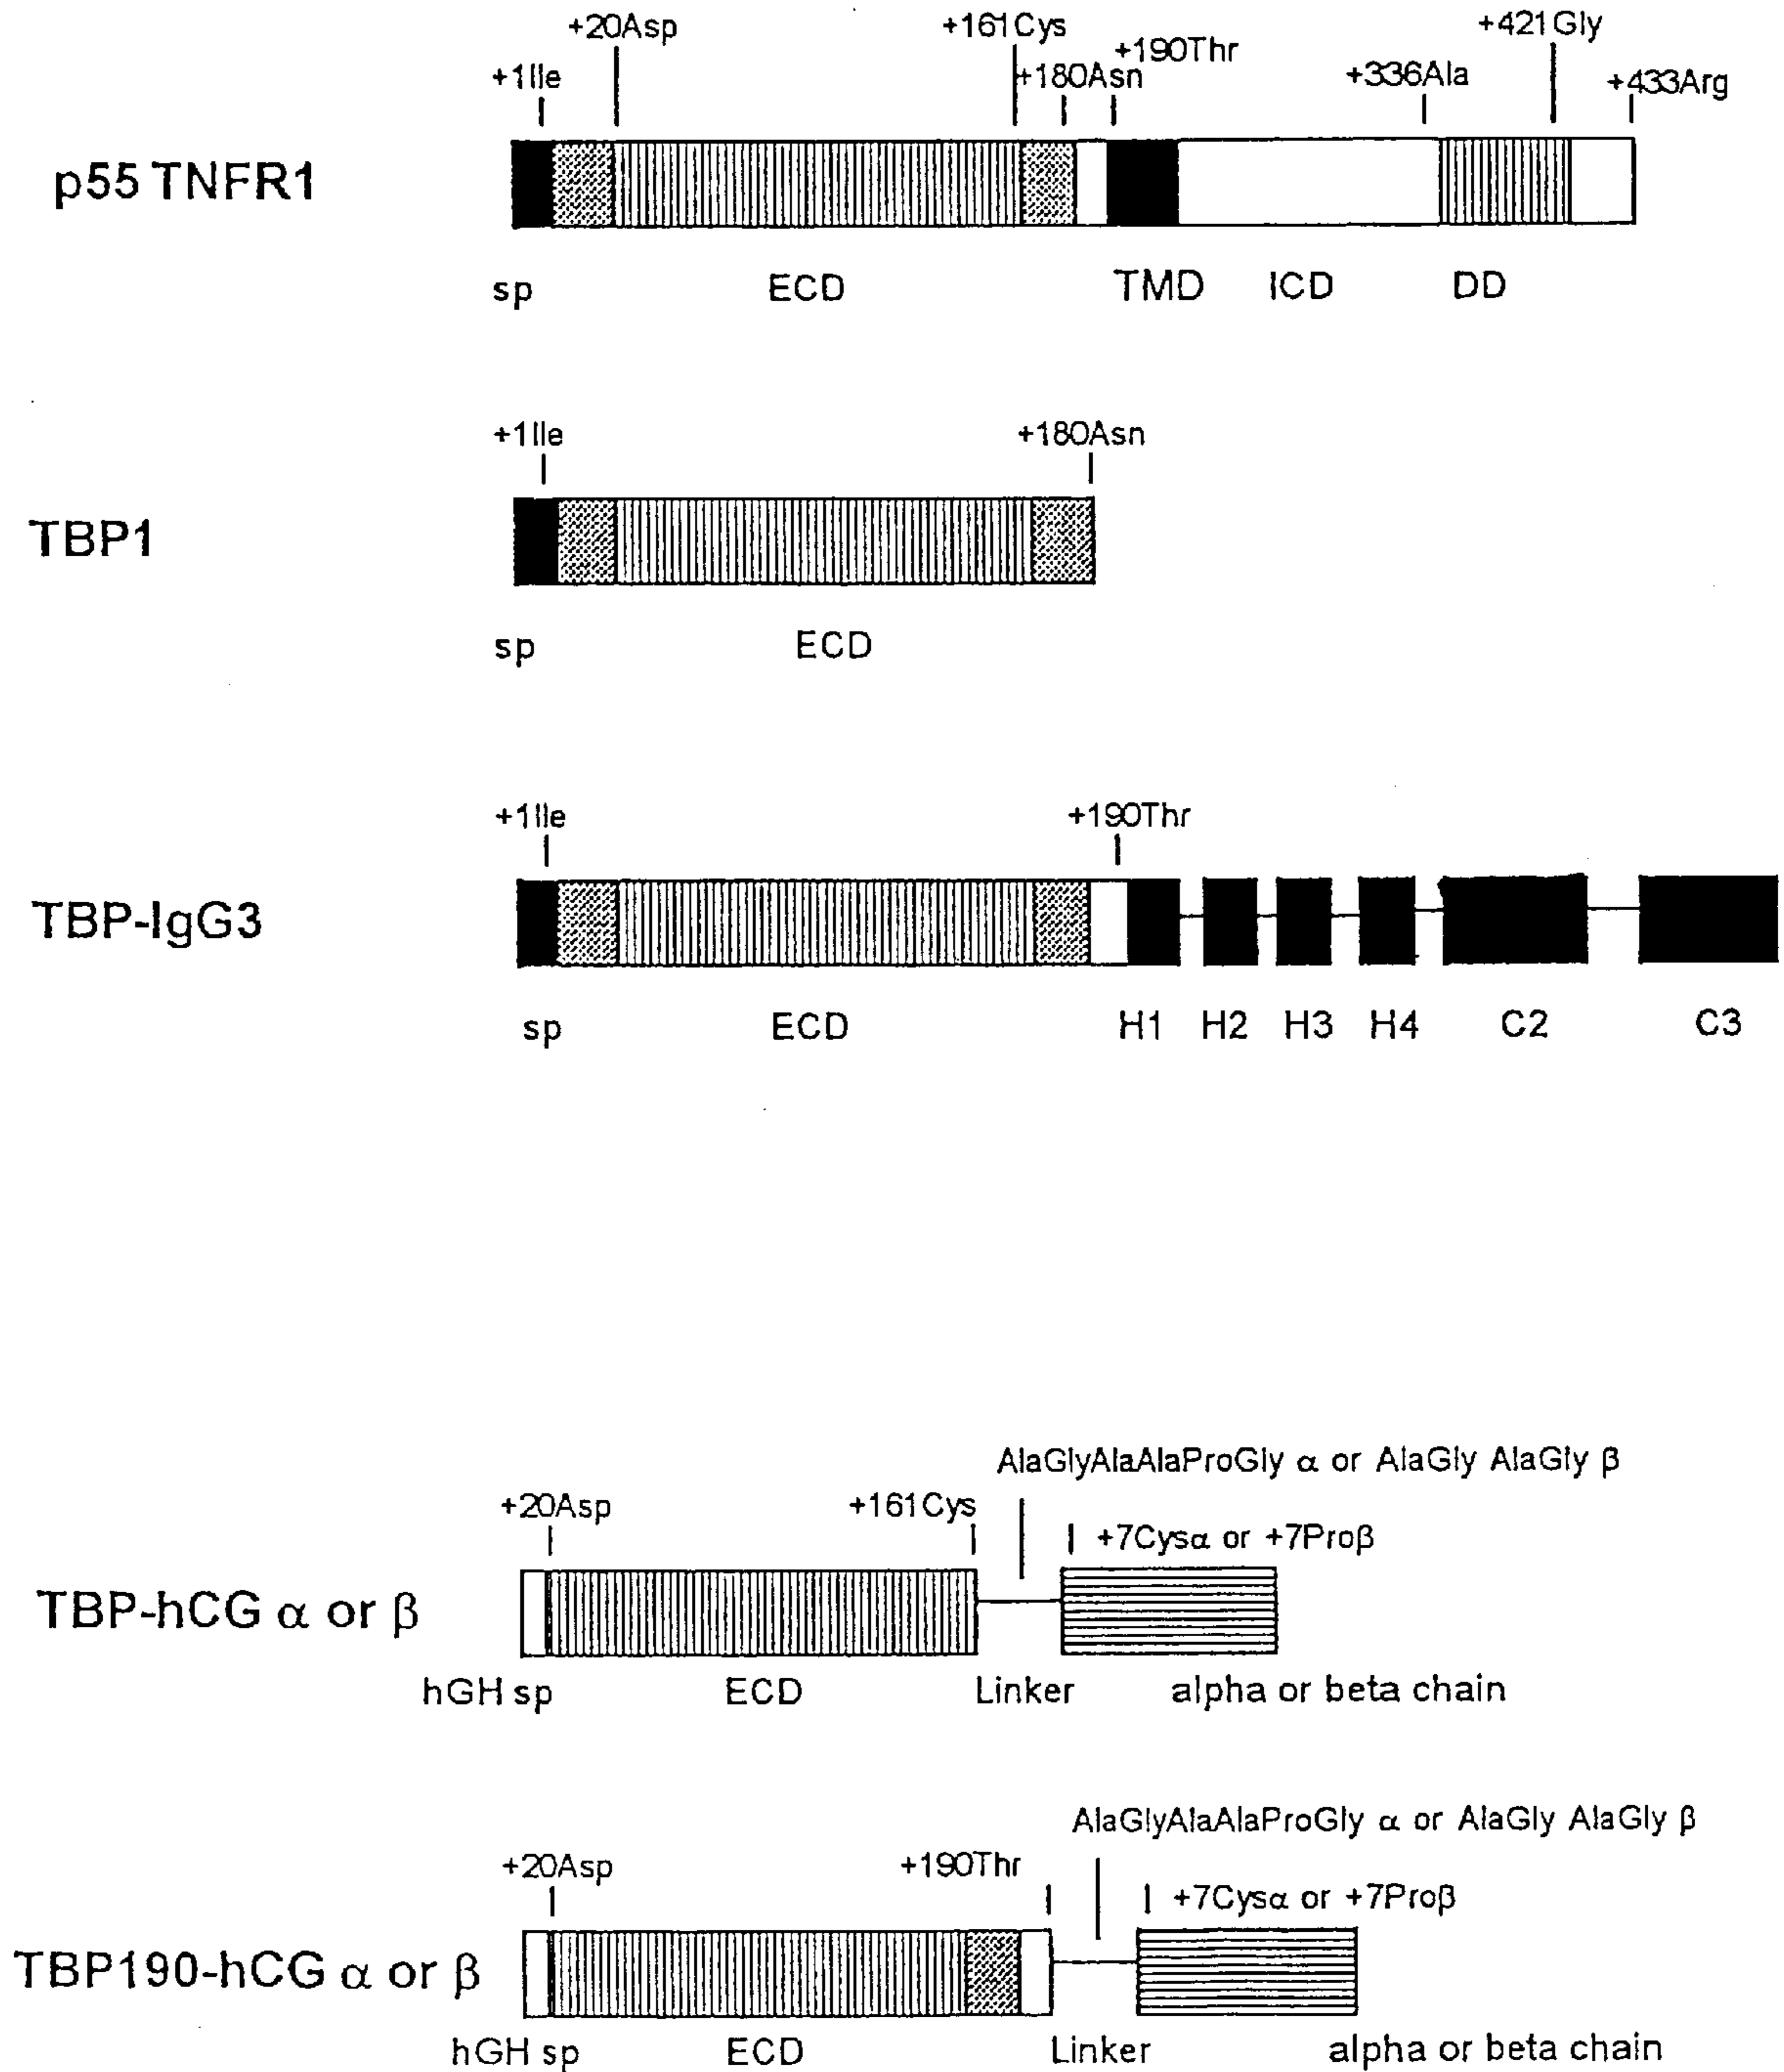 +20Asp +161Cys +421Gly
+190Thr
+1Ile +180Asn +336Ala +433Arg
p55 TNFR1
sp ECD TMD ICD DD
+1Ile +180Asn
TBP1
sp ECD
+1Ile +190Thr
TBP-IgG3
sp ECD H1 H2 H3 H4 C2 C3
AlaGlyAlaAlaProGly α or AlaGly AlaGly β
+20Asp +161Cys
+7Cysα or +7Proβ
TBP-hCG α or β
hGH sp ECD Linker alpha or beta chain
AlaGlyAlaAlaProGly α or AlaGly AlaGly β
+20Asp +190Thr
+7Cysα or +7Proβ
TBP190-hCG α or β
hGH sp ECD Linker alpha or beta chain